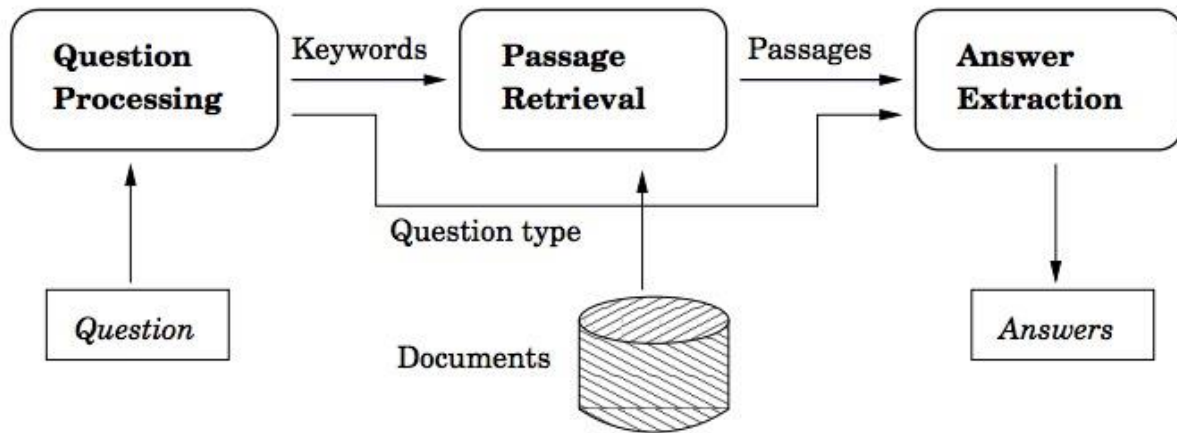 Question
Processing
Keywords
Passage
Retrieval
Passages
Answer
Extraction
Question type
Question
Documents
Answers